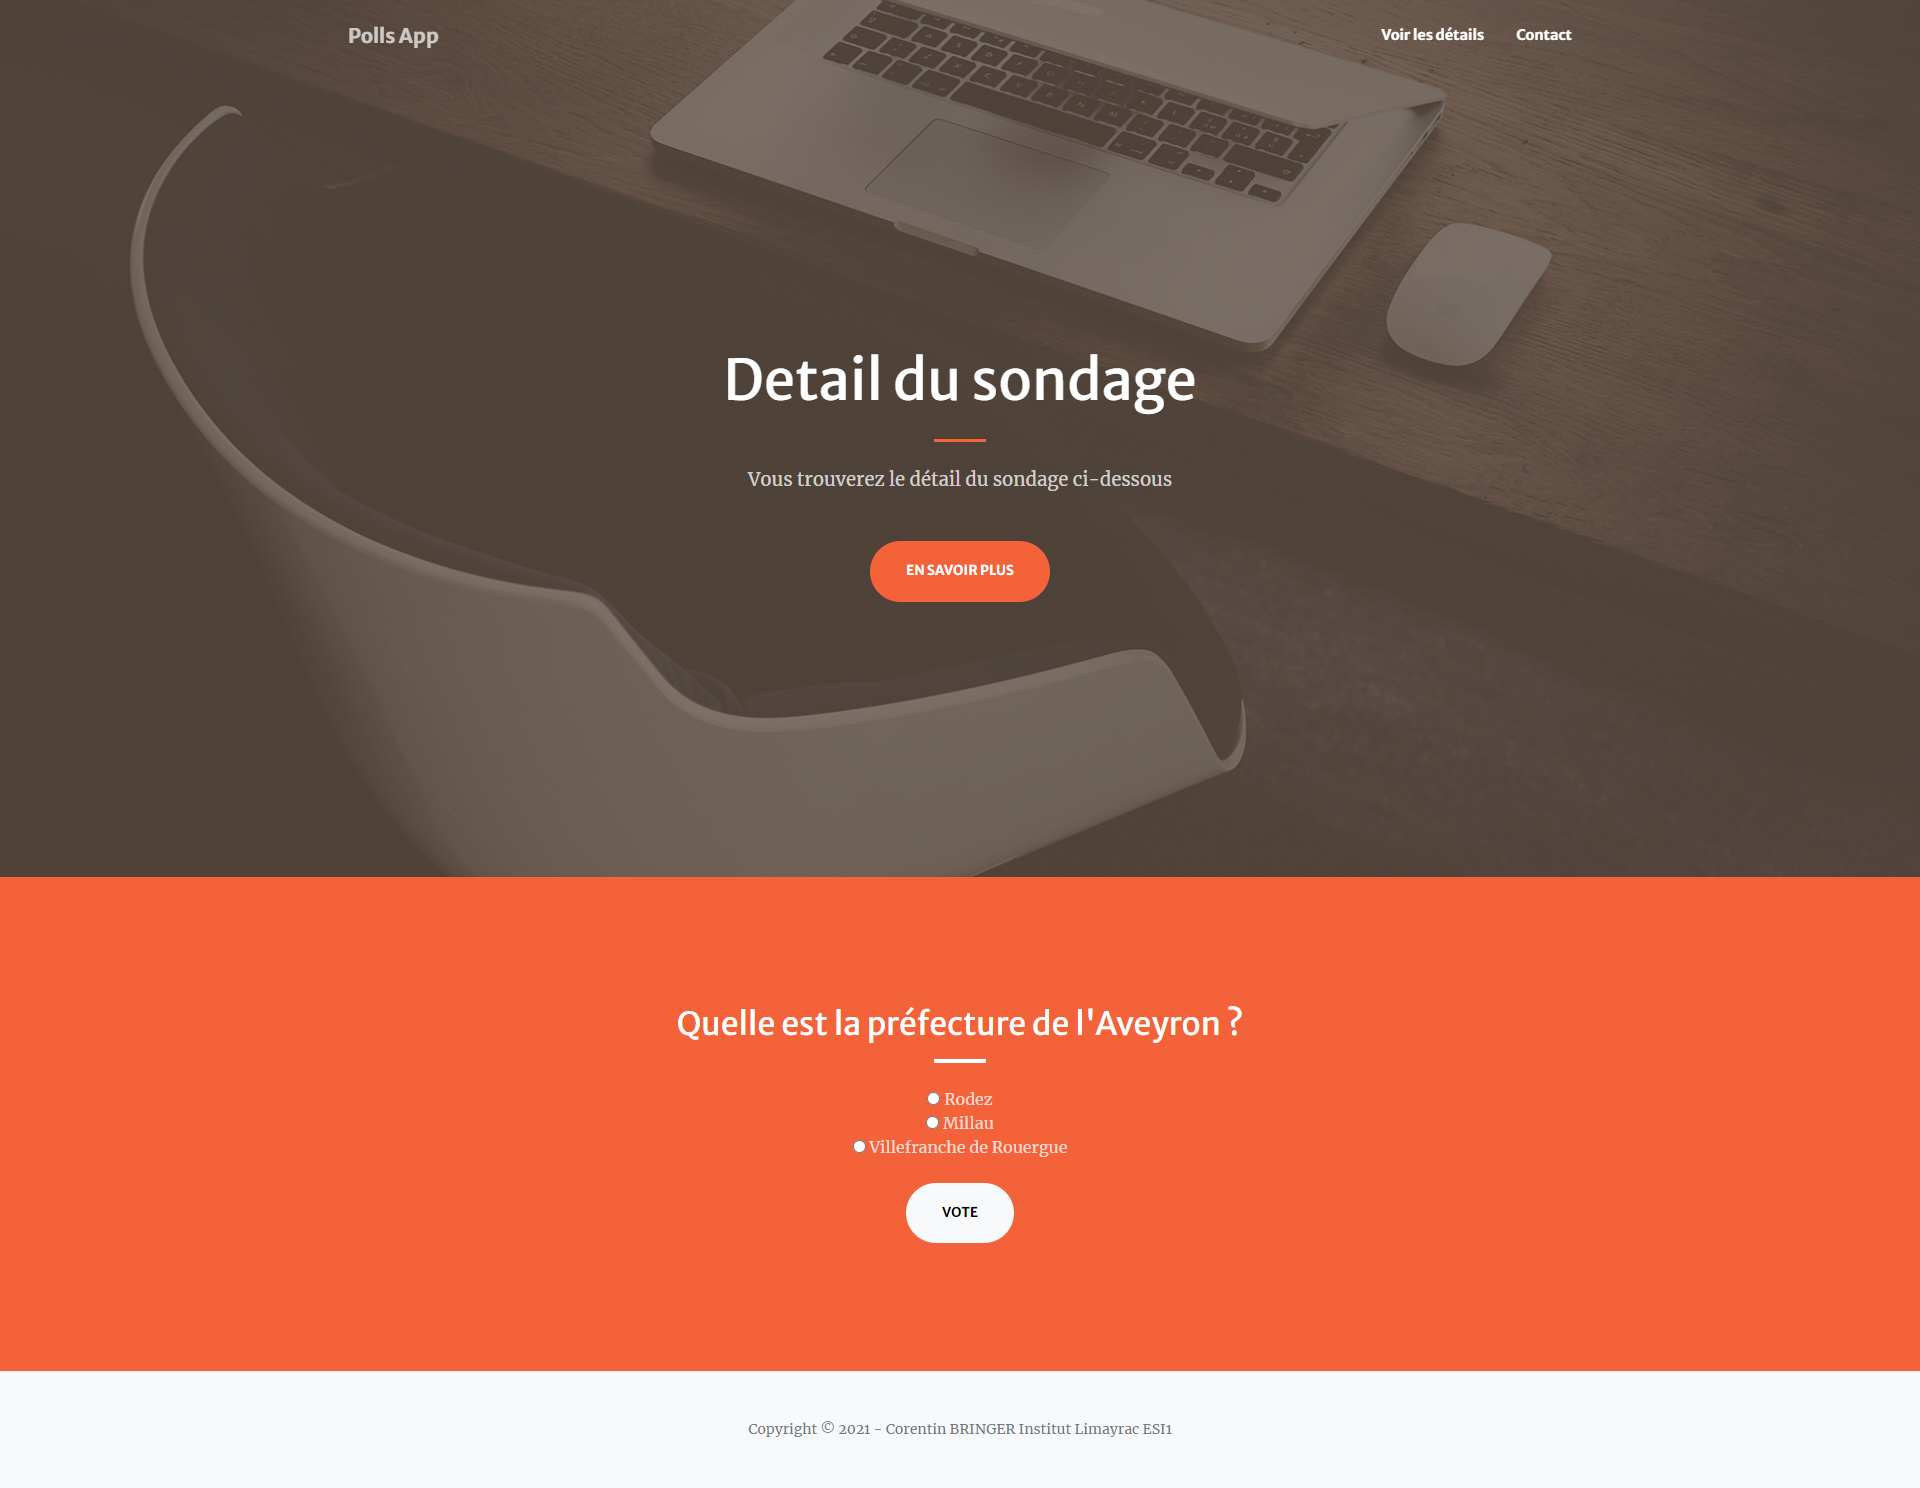 Polls App
Voir les détails
Contact
Detail du sondage
Vous trouverez le détail du sondage ci-dessous
EN SAVOIR PLUS
Quelle est la préfecture de l'Aveyron ?
Rodez
Millau
Villefranche de Rouergue
VOTE
Copyright © 2021 - Corentin BRINGER Institut Limayrac ESI1